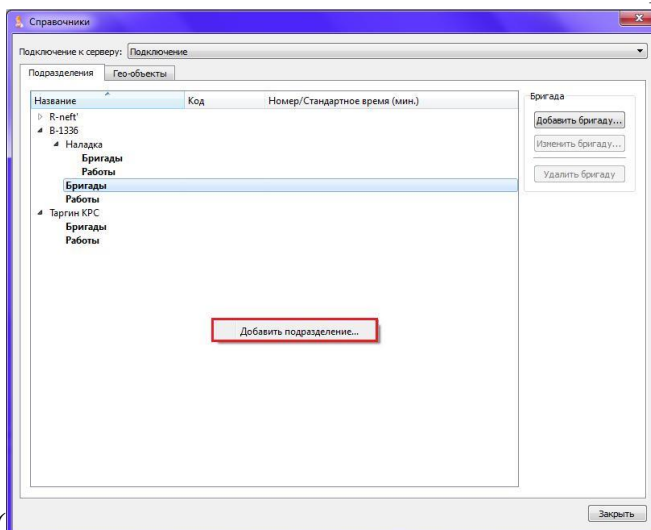 Справочники
Подключение к серверу: Подключение
Подразделения Гео-объекты
Название Код Номер/Стандартное время (мин.)
R-neft'
В-1336
Наладка
Бригады
Работы
Бригады
Работы
Таргин КРС
Бригады
Работы
Добавить подразделение...
Бригада
Добавить бригаду...
Изменить бригаду...
Удалить бригаду
Закрыть